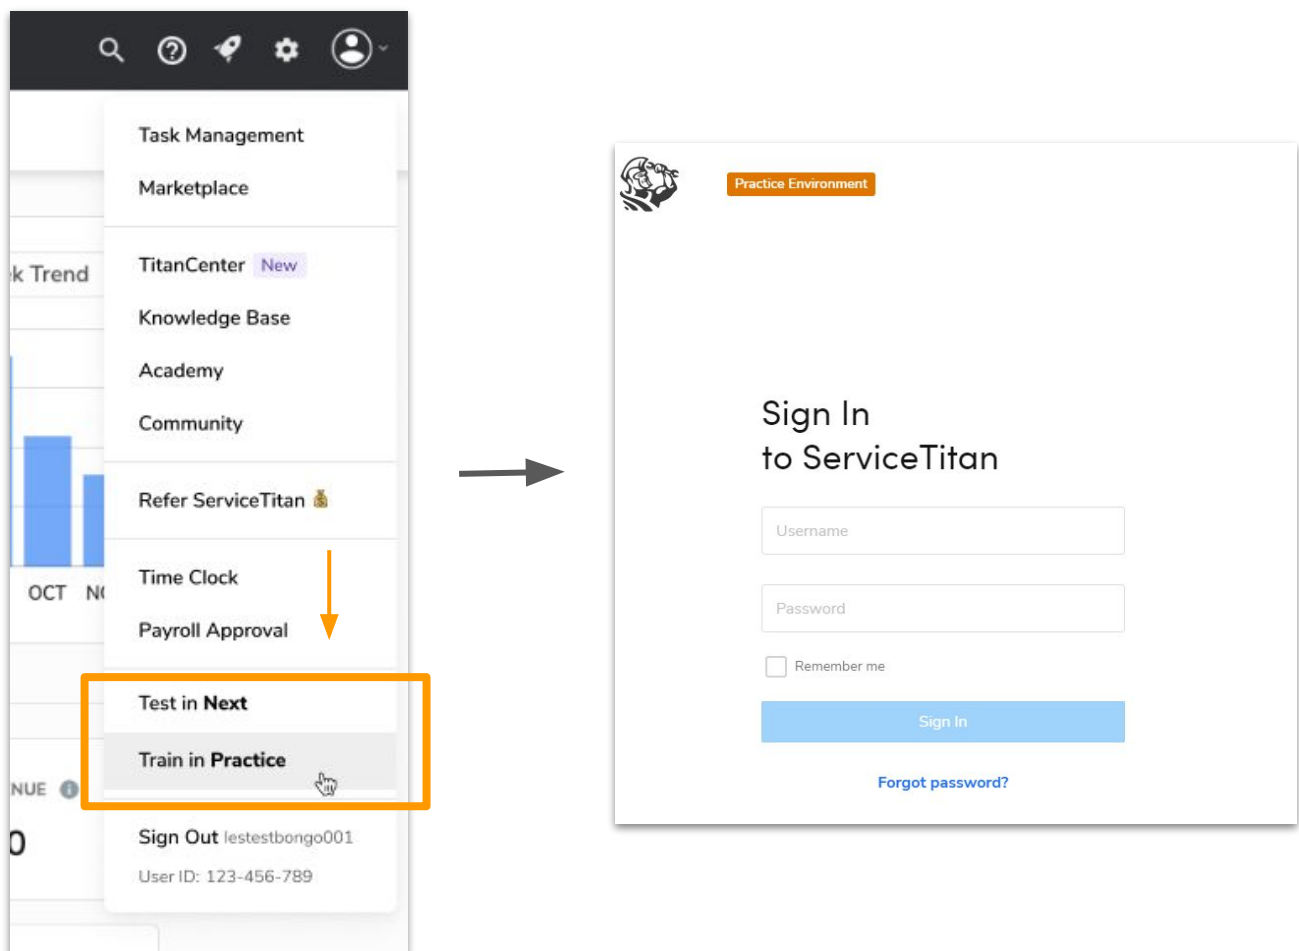 Task Management
Marketplace
TitanCenter New
k Trend
Knowledge Base
Academy
Community
Refer ServiceTitan
Time Clock
OCT
Payroll Approval
Test in Next
Train in Practice
NUE
0
Sign Out lestestbongo001
User ID: 123-456-789
Practice Environment
Sign In
to ServiceTitan
Username
Password
Remember me
Sign In
Forgot password?